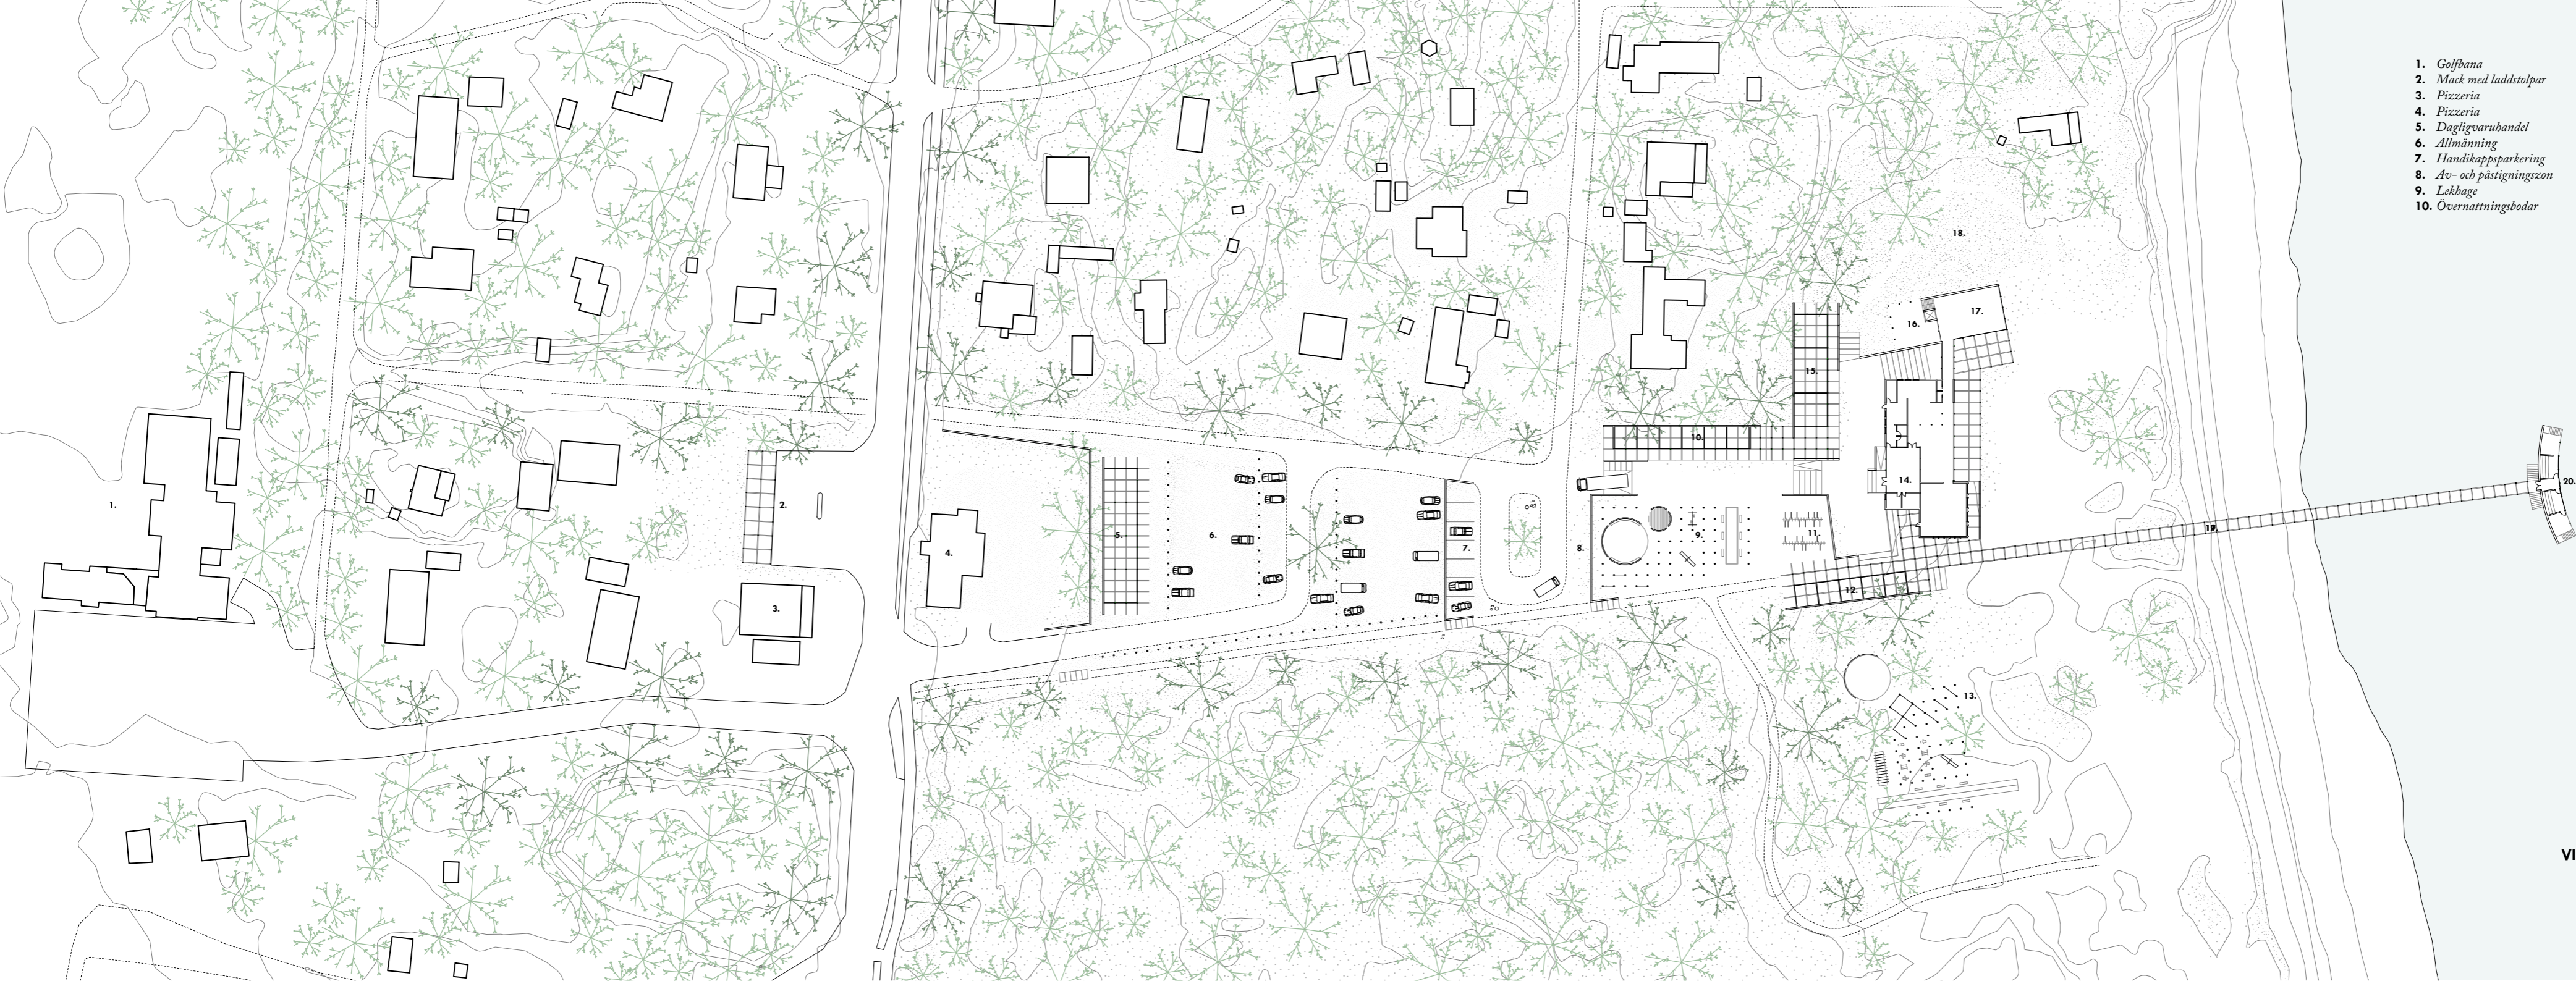 1. Golfbana
2. Mack med laddstolpar
3. Pizzeria
4. Pizzeria
5. Dagligvaruhandel
6. Allmänning
7. Handikappsparkering
8. Av- och påstigningszon
9. Lekhage
10. Övernattningsbodar
18.
17.
16.
15.
10.
14.
20.
1.
2.
19.
5.
6.
11.
9.
7.
8.
4.
12.
3.
13.
VI